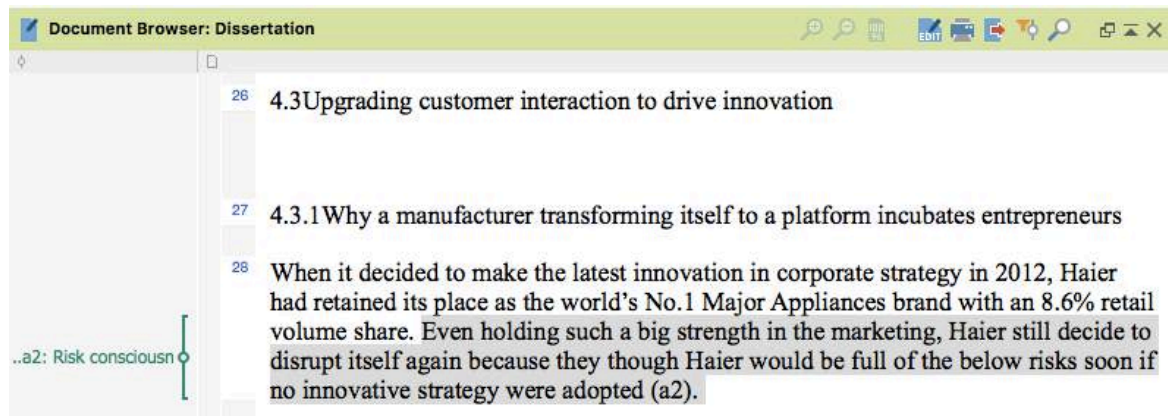 Document Browser: Dissertation
EDIT
26 4.3Upgrading customer interaction to drive innovation
27 4.3.1Why a manufacturer transforming itself to a platform incubates entrepreneurs
28 When it decided to make the latest innovation in corporate strategy in 2012, Haier
had retained its place as the world's No.1 Major Appliances brand with an 8.6% retail
volume share. Even holding such a big strength in the marketing, Haier still decide to
..a2: Risk consciousn
disrupt itself again because they though Haier would be full of the below risks soon if
no innovative strategy were adopted (a2).